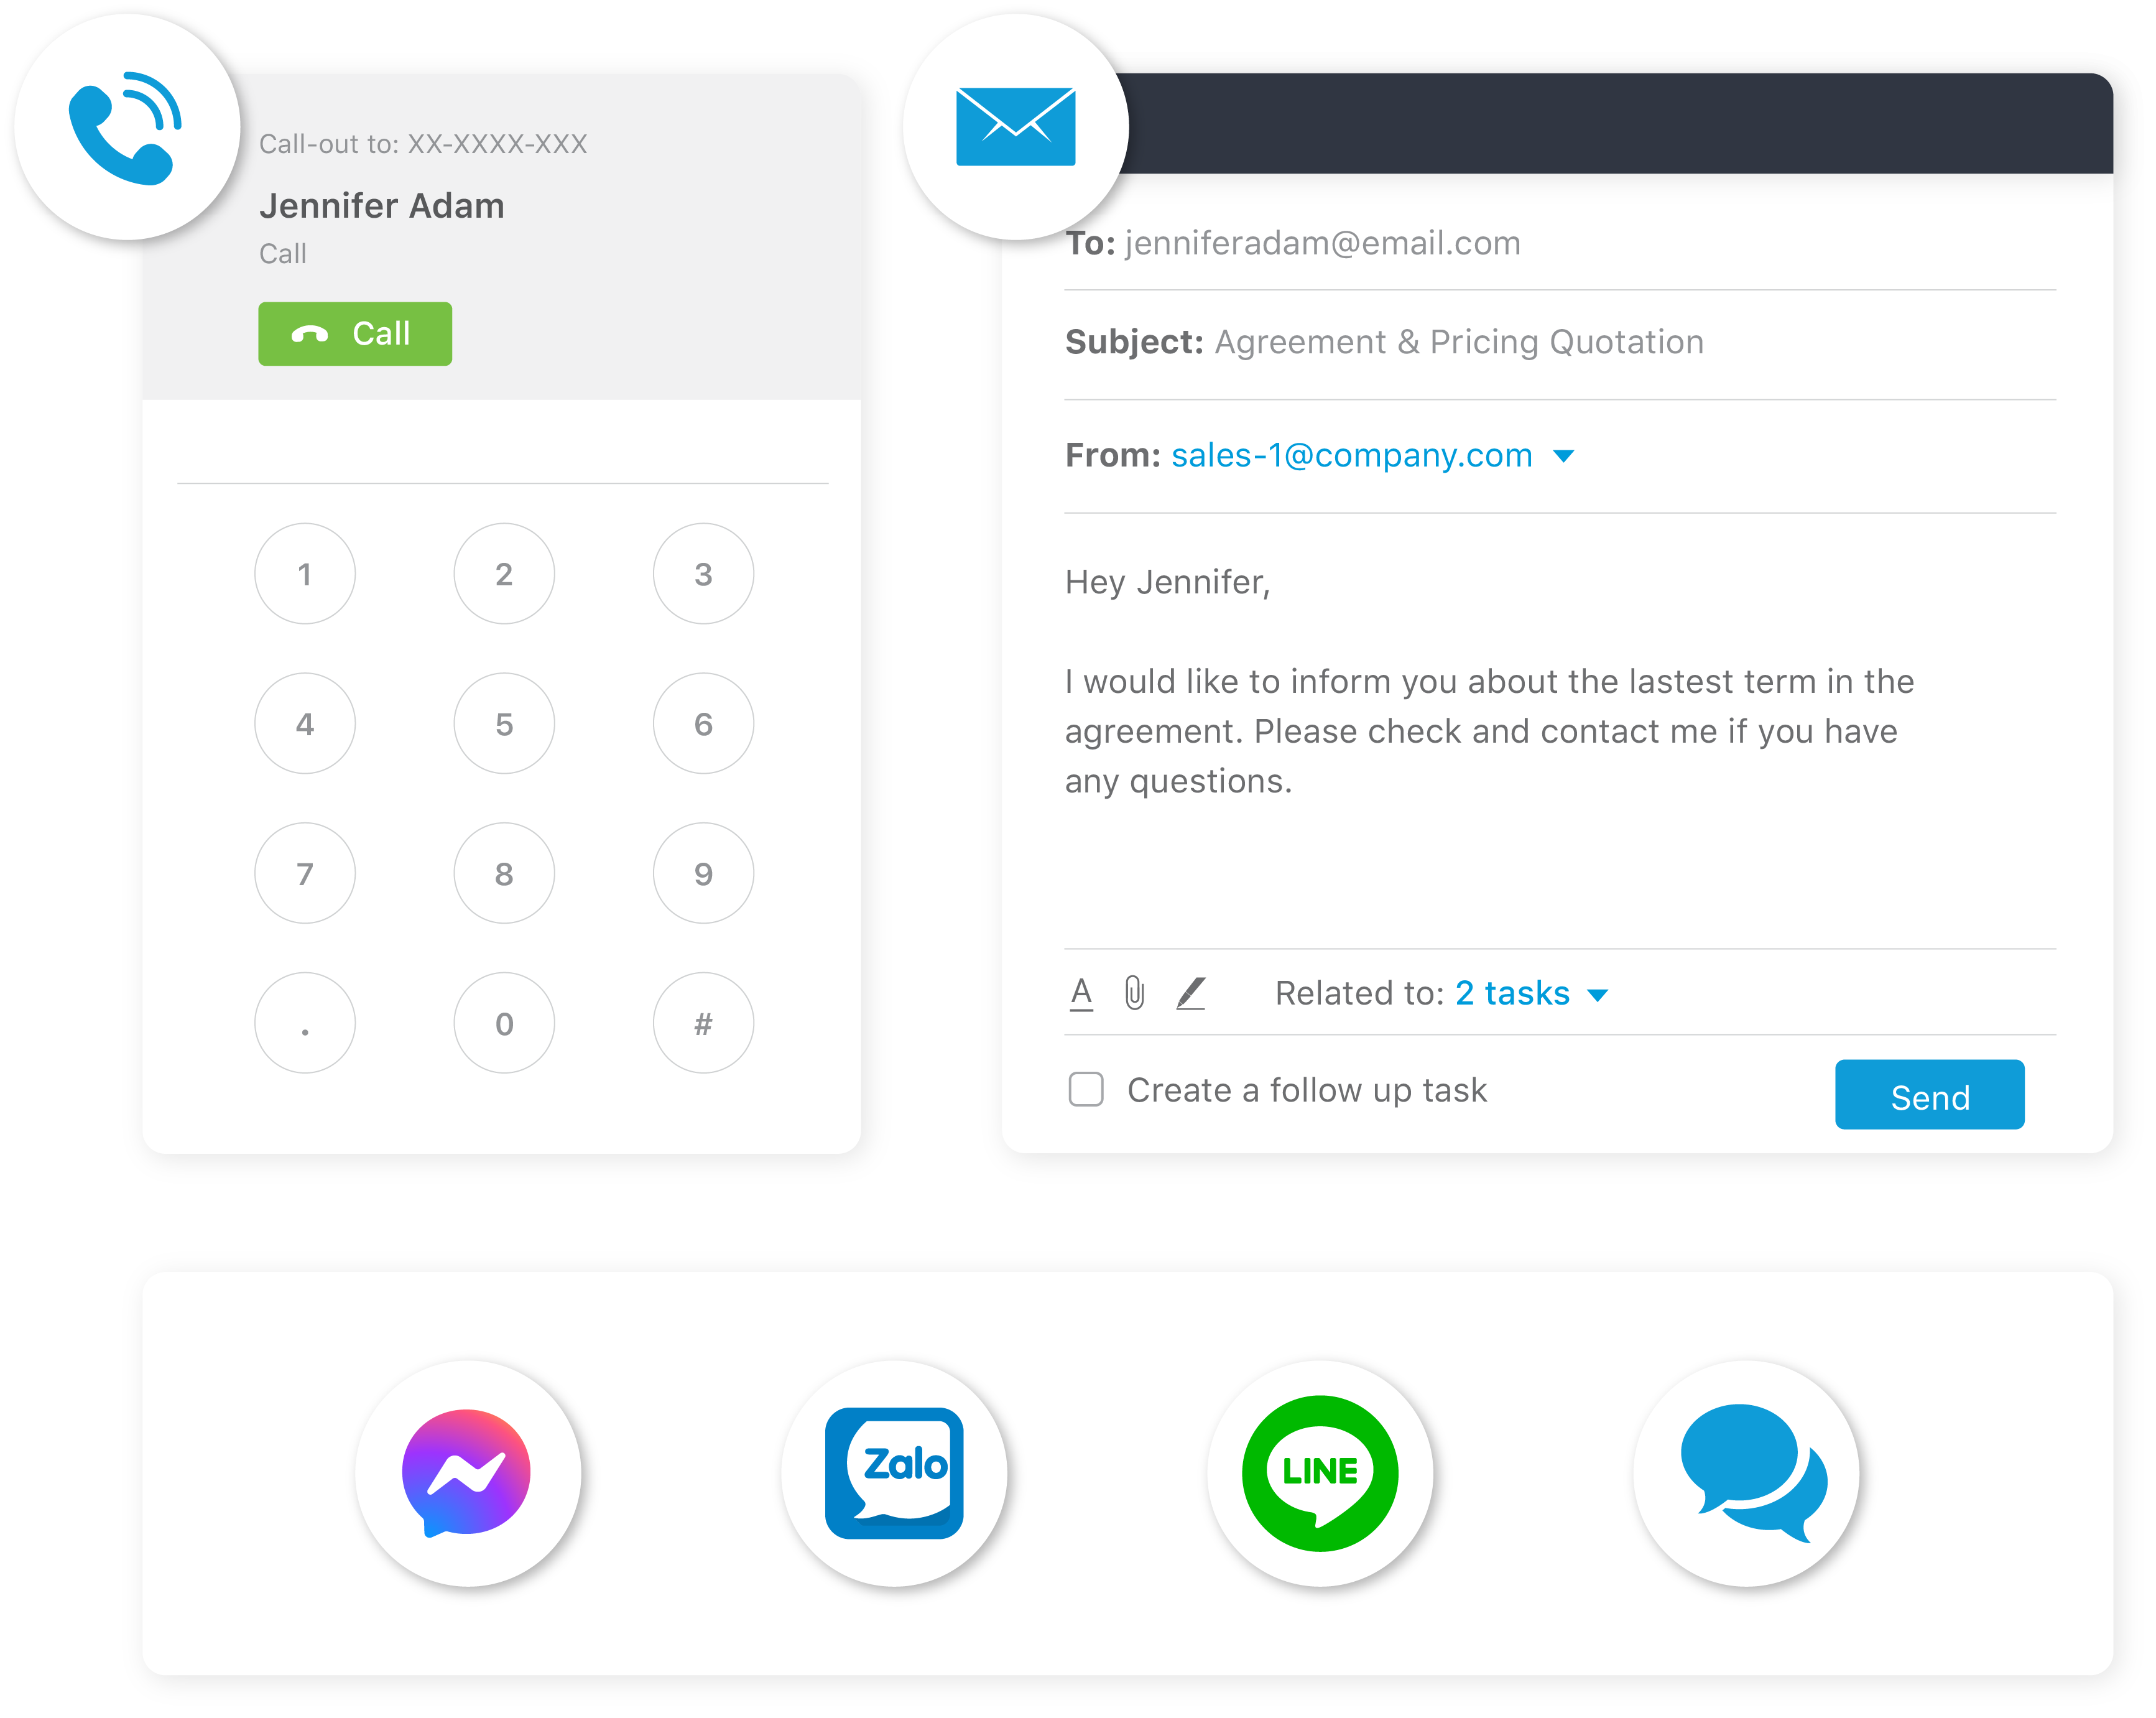 Call-out to: XX-XXXX-XXX
Jennifer Adam
Call
Call
1 2 3
4 5 6
7 8 9
. 0 #
To: jenniferadam@email.com
Subject: Agreement & Pricing Quotation
From: sales-1@company.com
Hey Jennifer,
I would like to inform you about the lastest term in the
agreement. Please check and contact me if you have
any questions.
A Related to: 2 tasks
Create a follow up task
Send
Zalo
LINE